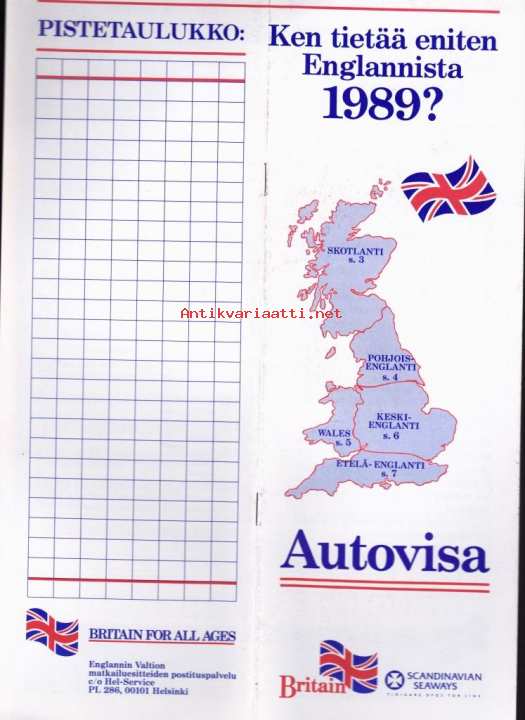 PISTETAULUKKO:
BRITAIN FOR ALL AGES
Englannin Valtion
matkailuesitteiden postituspalvelu
c/o Hel-Service
PL 286, 00101 Helsinki
Ken tietää eniten
Englannista
1989?
SKOTLANTI
s. 3
POHJOIS-
ENGLANTI
s. 4
KESKI-
ENGLANTI
s. 6
WALES
s. 5
ETELÄ-ENGLANTI
s. 7
Antikvariaatti.net
Autovisa
Britain
SCANDINAVIAN
SEAWAYS